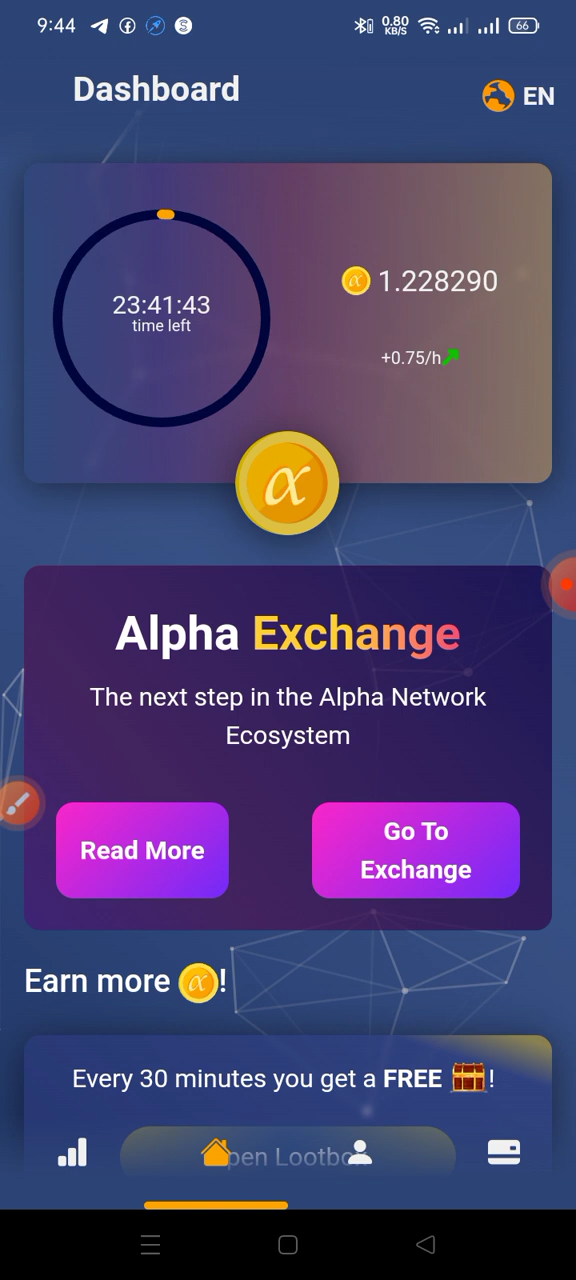 9:44
0.80
KB/S
66
Dashboard
EN
23:41:43
time left
1.228290
+0.75/h
α
Alpha Exchange
The next step in the Alpha Network
Ecosystem
Read More
Go To
Exchange
Earn more !
Every 30 minutes you get a FREE !
pen Lootbo